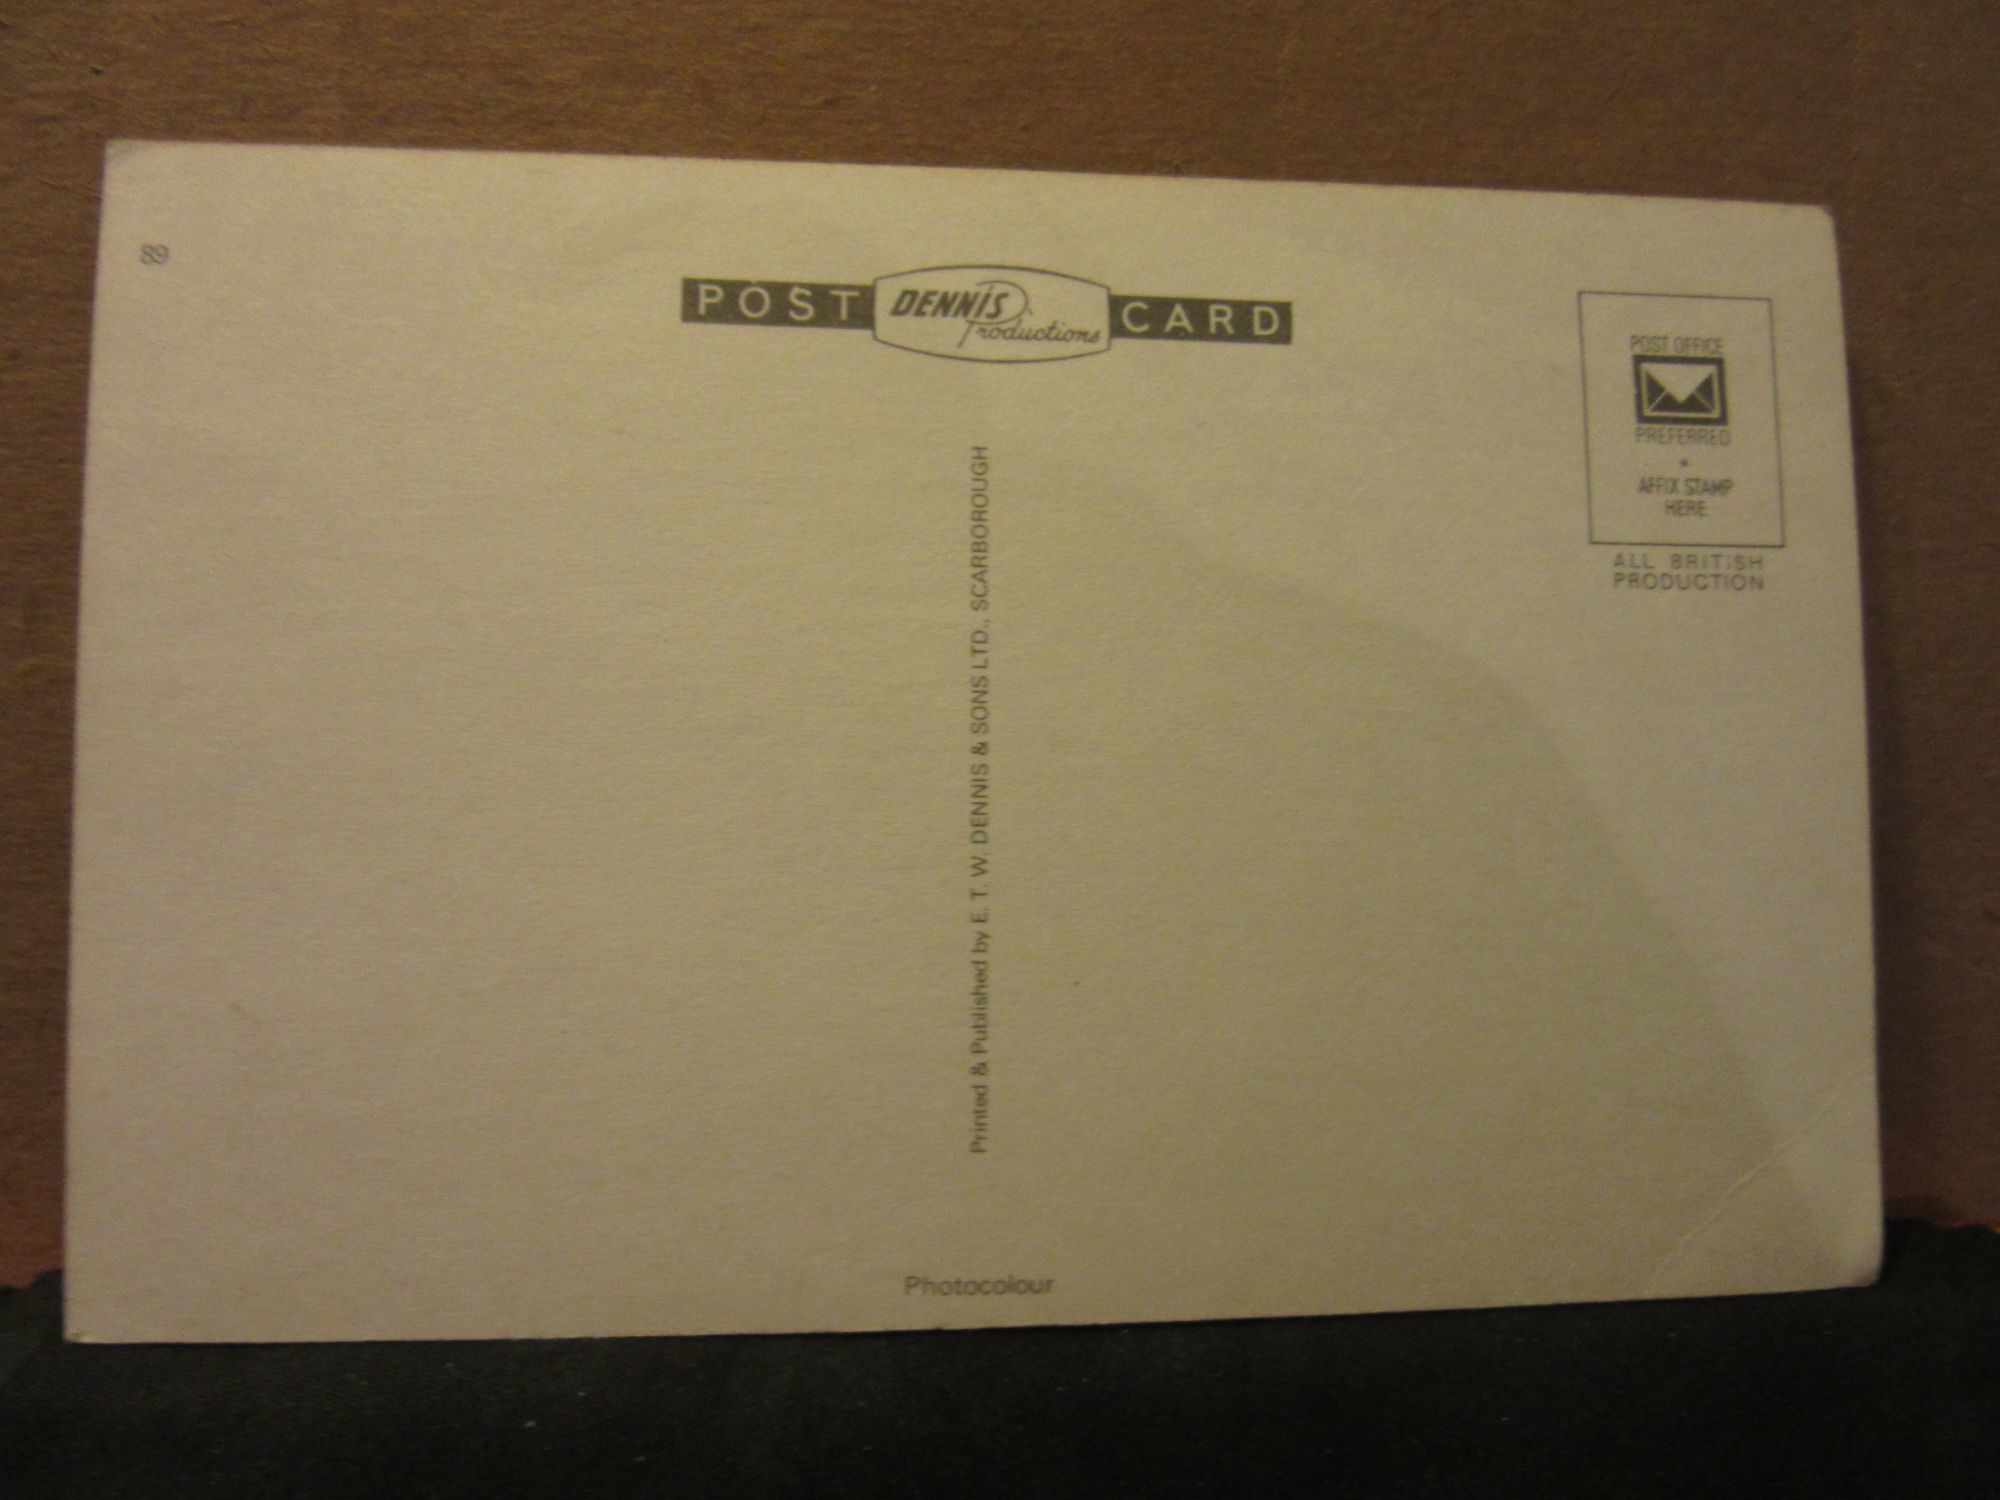 89
POST DENNIS Productions CARD
POST OFFICE
PREFERRED
AFFIX STAMP
HERE
ALL BRITISH
PRODUCTION
Printed & Published by E. T. W. DENNIS & SONS LTD., SCARBOROUGH
Photocolour